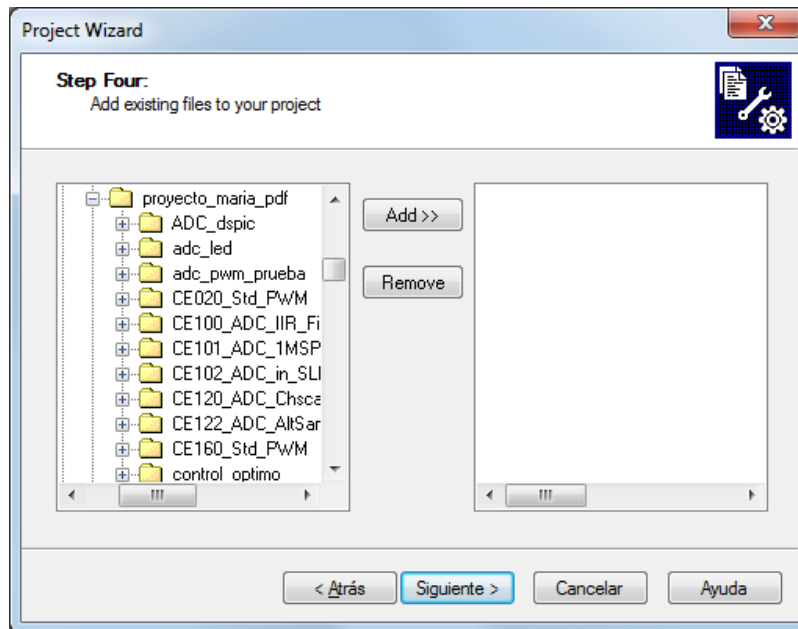 Project Wizard
Step Four:
Add existing files to your project
proyecto_maria_pdf
ADC_dspic
adc_led
adc_pwm_prueba
CE020_Std_PWM
CE100_ADC_IIR_Fi
CE101_ADC_1MSP
CE102_ADC_in_SLI
CE120_ADC_Chsca
CE122_ADC_AltSar
CE160_Std_PWM
control_optimo
Add >>
Remove
< Atrás
Siguiente >
Cancelar
Ayuda